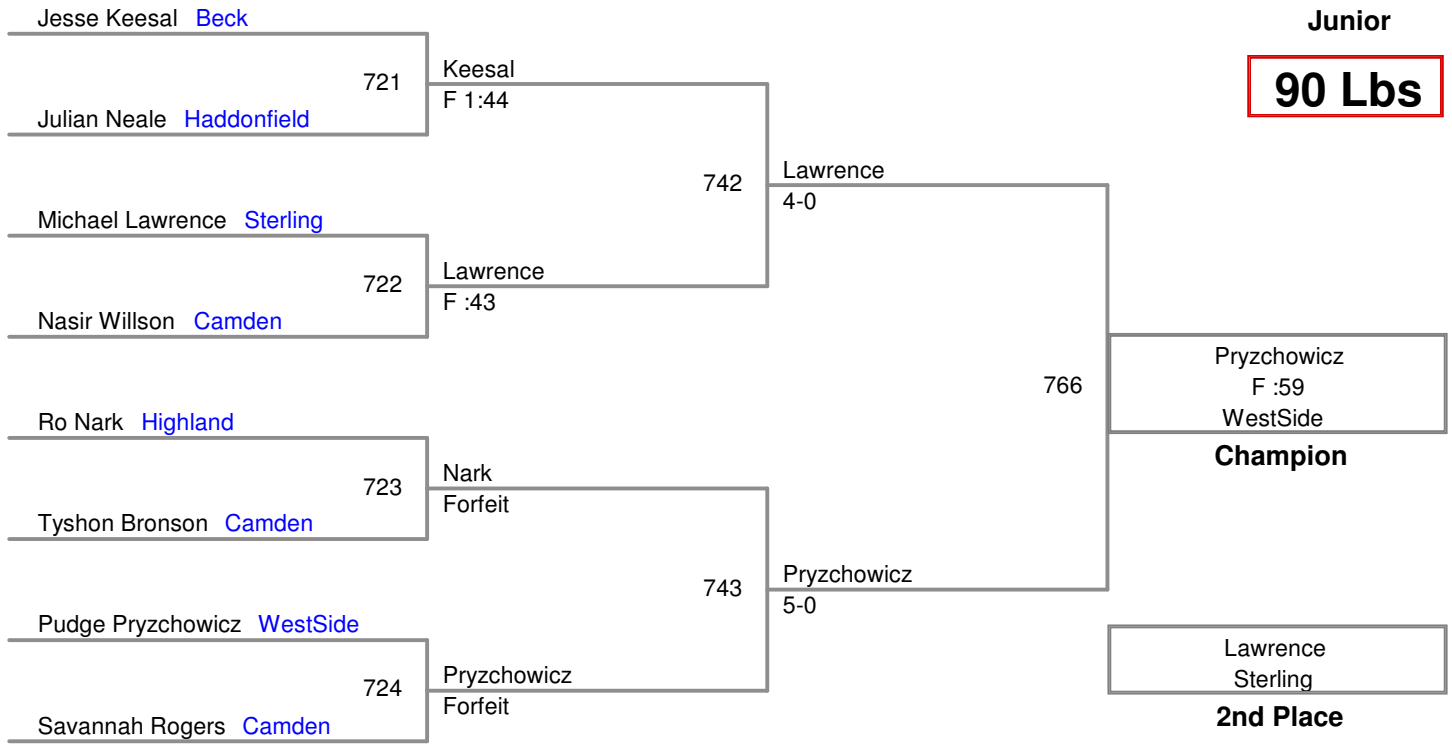 Jesse Keesal Beck
Junior
90 Lbs
721
Keesal
F 1:44
Julian Neale Haddonfield
742
Lawrence
4-0
Michael Lawrence Sterling
722
Lawrence
F :43
Nasir Willson Camden
766
Pryzchowicz
F :59
WestSide
Champion
Ro Nark Highland
723
Nark
Forfeit
Tyshon Bronson Camden
743
Pryzchowicz
5-0
Pudge Pryzchowicz WestSide
724
Pryzchowicz
Forfeit
Savannah Rogers Camden
Lawrence
Sterling
2nd Place